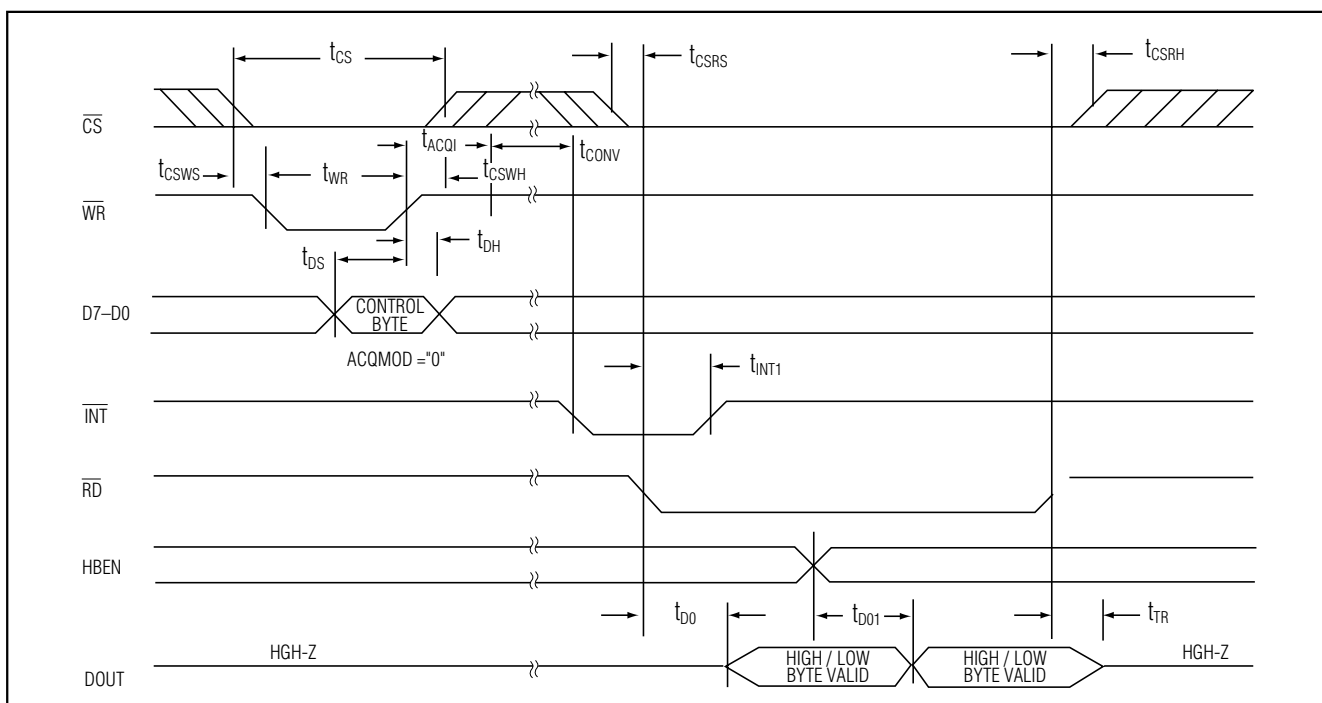 tCS
tCSRS
tCSRH
CS
tACQI
tCONV
tCSWS
tWR
tCSWH
WR
tDH
tDS
D7–D0
CONTROL
BYTE
ACQMOD ="0"
tINT1
INT
RD
HBEN
tD0
tD01
tTR
HGH-Z
HIGH / LOW
BYTE VALID
HIGH / LOW
BYTE VALID
HGH-Z
DOUT